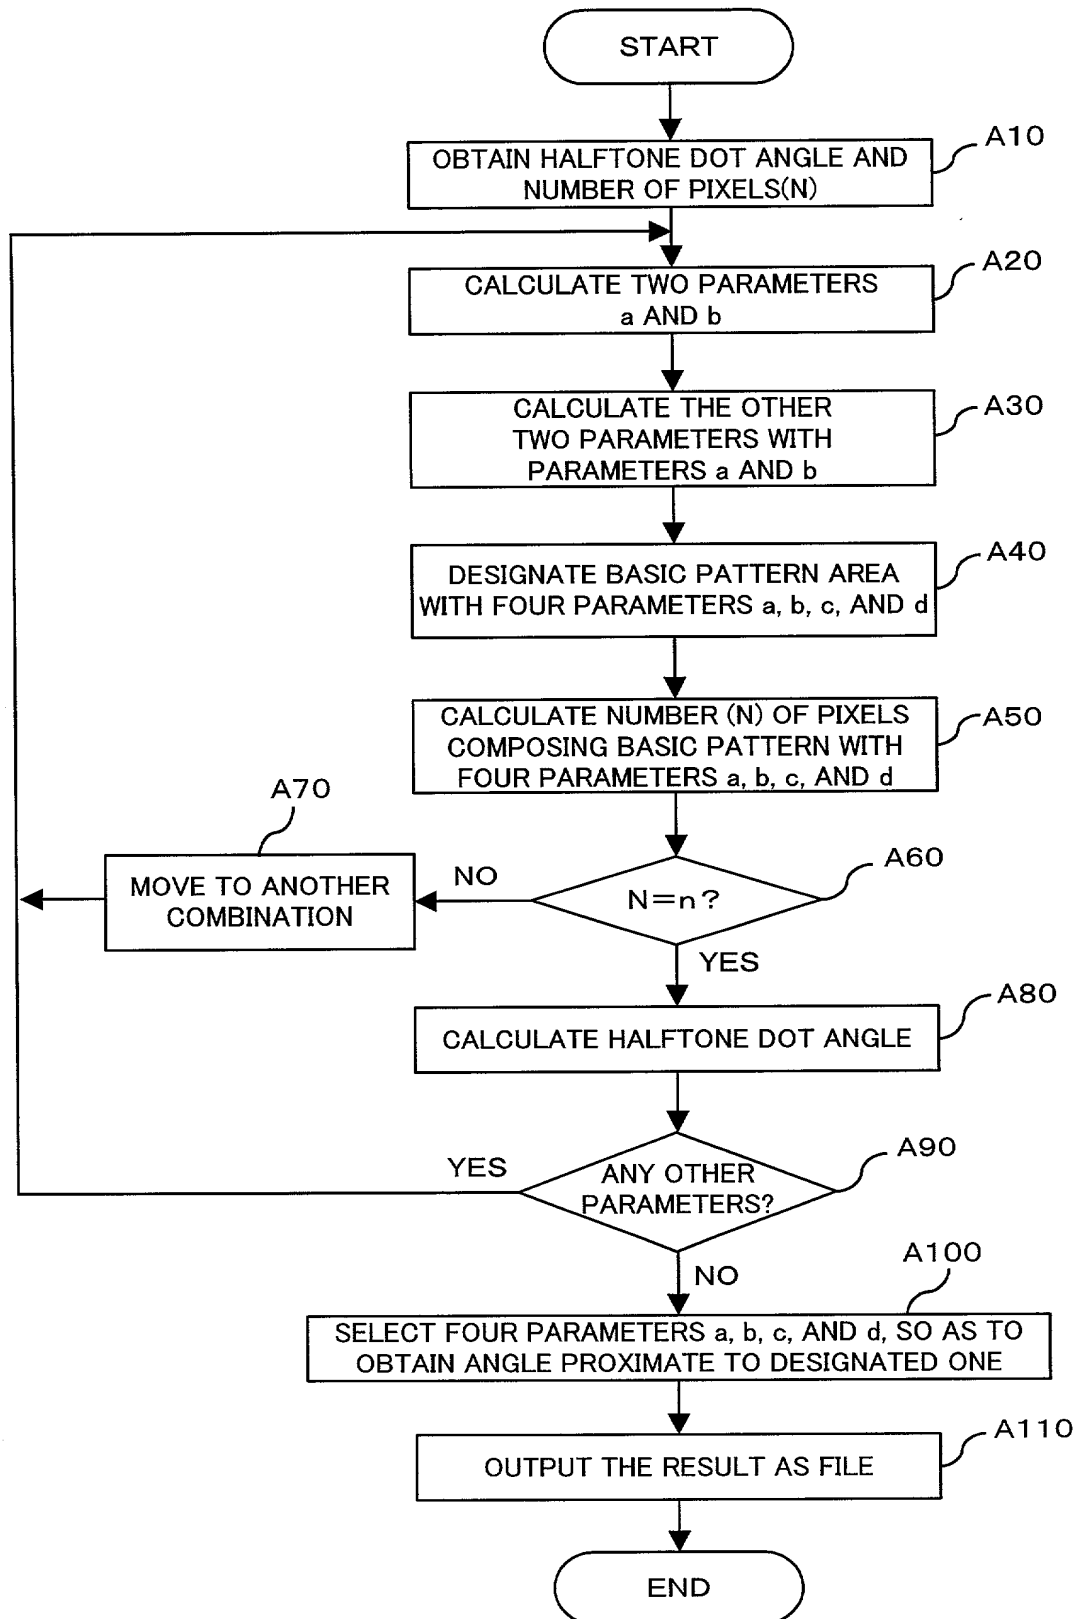 START
A10
OBTAIN HALFTONE DOT ANGLE AND
NUMBER OF PIXELS(N)
A20
CALCULATE TWO PARAMETERS
a AND b
A30
CALCULATE THE OTHER
TWO PARAMETERS WITH
PARAMETERS a AND b
A40
DESIGNATE BASIC PATTERN AREA
WITH FOUR PARAMETERS a, b, c, AND d
A50
CALCULATE NUMBER (N) OF PIXELS
COMPOSING BASIC PATTERN WITH
FOUR PARAMETERS a, b, c, AND d
A70
MOVE TO ANOTHER
COMBINATION
NO
A60
N=n?
YES
A80
CALCULATE HALFTONE DOT ANGLE
YES
A90
ANY OTHER
PARAMETERS?
NO
A100
SELECT FOUR PARAMETERS a, b, c, AND d, SO AS TO
OBTAIN ANGLE PROXIMATE TO DESIGNATED ONE
A110
OUTPUT THE RESULT AS FILE
END